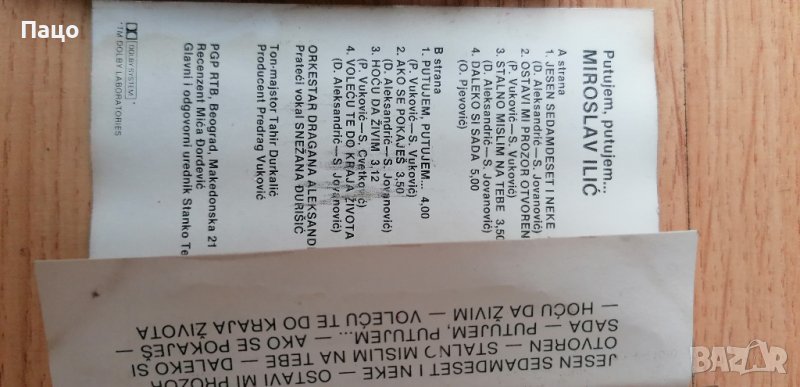 Пацо
Putujem, putujem...
MIROSLAV ILIĆ
A strana
1. JESEN SEDAMDESET I NEKE
(D. Aleksandrić—S. Jovanović)
2. OSTAVI MI PROZOR OTVOREN
(P. Vuković—S. Vuković)
3. STALNO MISLIM NA TEBE 3,50
(D. Aleksandrić—S. Jovanović)
4. DALEKO SI SADA 5,00
(O. Pjevović)
B strana
1. PUTUJEM, PUTUJEM... 4,00
(P. Vuković—S. Vuković)
2. AKO SE POKAJEŠ 3,50
(D. Aleksandrić—S. Jovanović)
3. HOĆU DA ŽIVIM 3,12
(P. Vuković—S. Cvetković)
4. VOLEĆU TE DO KRAJA ŽIVOTA
(D. Aleksandrić—S. Jovanović)
ORKESTAR DRAGANA ALEKSAND
Prateći vokal SNEŽANA ĐURIŠIĆ
Ton-majstor Tahir Durkalić
Producent Predrag Vuković
PGP RTB, Beograd, Makedonska 21
Recenzent Mića Đorđević
Glavni i odgovorni urednik Stanko Te
DOLBY SYSTEM
*TM DOLBY LABORATORIES
JESEN SEDAMDESET I NEKE — OSTAVI MI PROZOR
OTVOREN — STALNO MISLIM NA TEBE — DALEKO SI
SADA — PUTUJEM, PUTUJEM... — AKO SE POKAJEŠ —
— HOĆU DA ŽIVIM — VOLEĆU TE DO KRAJA ŽIVOTA
bazar